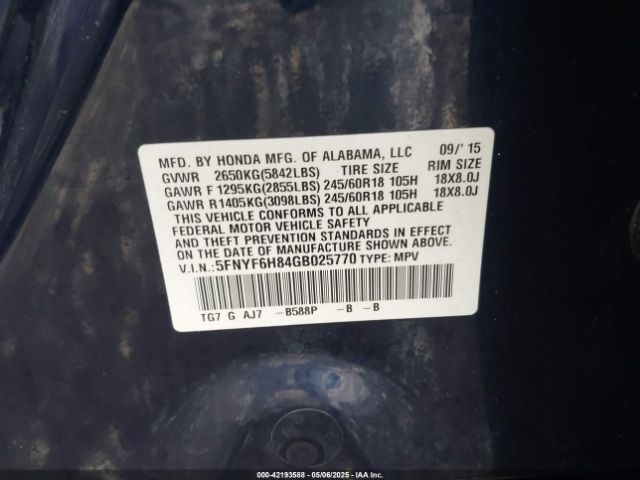 MFD. BY HONDA MFG. OF ALABAMA, LLC 09/'15
GVWR 2650KG(5842LBS) TIRE SIZE RIM SIZE
GAWR F 1295KG(2855LBS) 245/60R18 105H 18X8.0J
GAWR R 1405KG(3098LBS) 245/60R18 105H 18X8.0J
THIS VEHICLE CONFORMS TO ALL APPLICABLE
FEDERAL MOTOR VEHICLE SAFETY
AND THEFT PREVENTION STANDARDS IN EFFECT
ON THE DATE OF MANUFACTURE SHOWN ABOVE.
V.I.N.:5FNYF6H84GB025770 TYPE: MPV
TG7 G AJ7 -B588P -B -B
000-42193588 - 05/06/2025 - IAAI.com